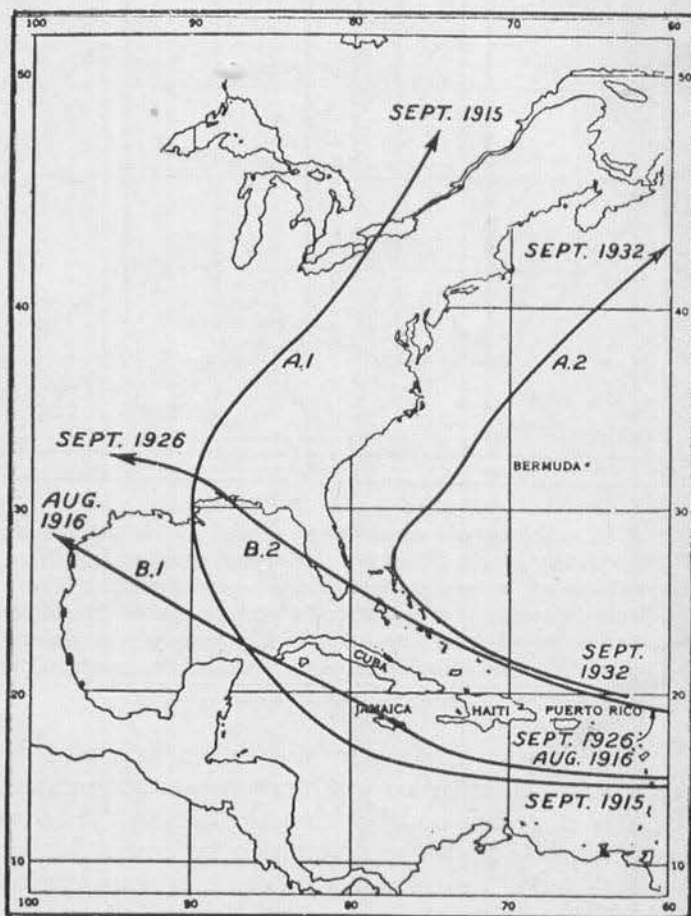 100 90 80 70 60
50 50
SEPT. 1915
SEPT. 1932
40 40
A.1
A.2
SEPT. 1926
BERMUDA
AUG.
1916
30 30
B.1
B.2
CUBA
SEPT.
1932
20 20
JAMAICA
HAITI
PUERTO RICO
SEPT. 1926
AUG. 1916
SEPT. 1915
10 10
100 90 80 70 60